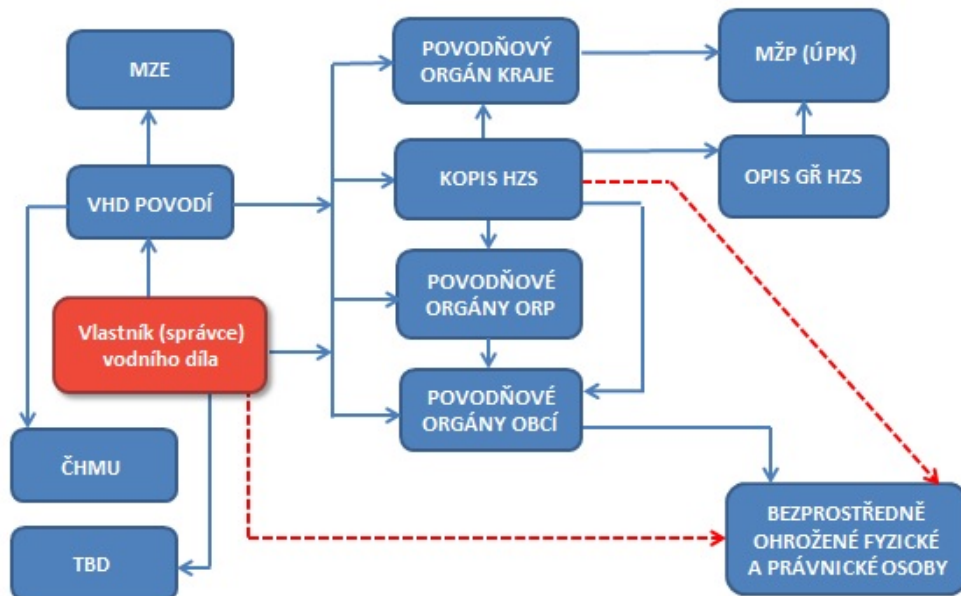 MZE
VHD POVODÍ
Vlastník (správce)
vodního díla
ČHMU
TBD
POVODŇOVÝ
ORGÁN KRAJE
KOPIS HZS
POVODŇOVÉ
ORGÁNY ORP
POVODŇOVÉ
ORGÁNY OBCÍ
MŽP (ÚPK)
OPIS GŘ HZS
BEZPROSTŘEDNĚ
OHROŽENÉ FYZICKÉ
A PRÁVNICKÉ OSOBY